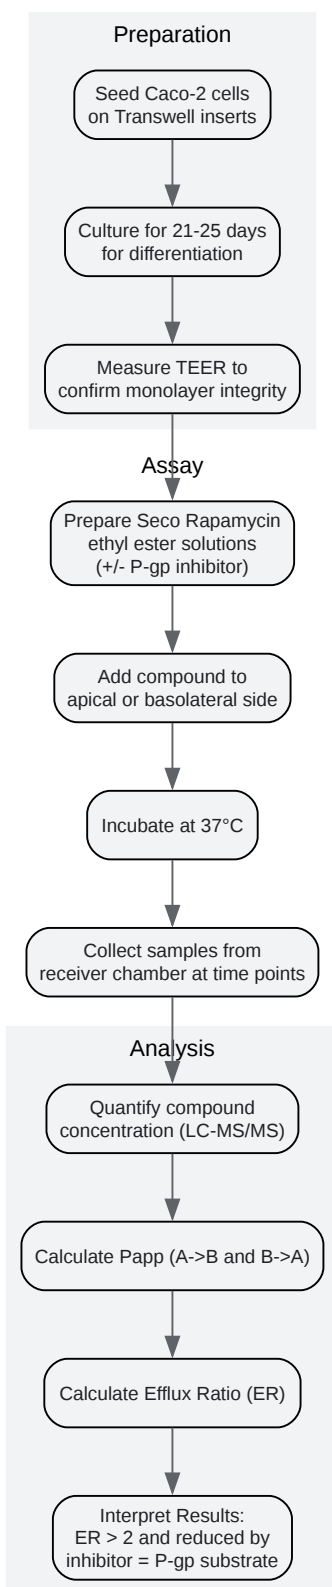 Preparation
Seed Caco-2 cells
on Transwell inserts
Culture for 21-25 days
for differentiation
Measure TEER to
confirm monolayer integrity
Assay
Prepare Seco Rapamycin
ethyl ester solutions
(+/- P-gp inhibitor)
Add compound to
apical or basolateral side
Incubate at 37°C
Collect samples from
receiver chamber at time points
Analysis
Quantify compound
concentration (LC-MS/MS)
Calculate Papp (A->B and B->A)
Calculate Efflux Ratio (ER)
Interpret Results:
ER > 2 and reduced by
inhibitor = P-gp substrate